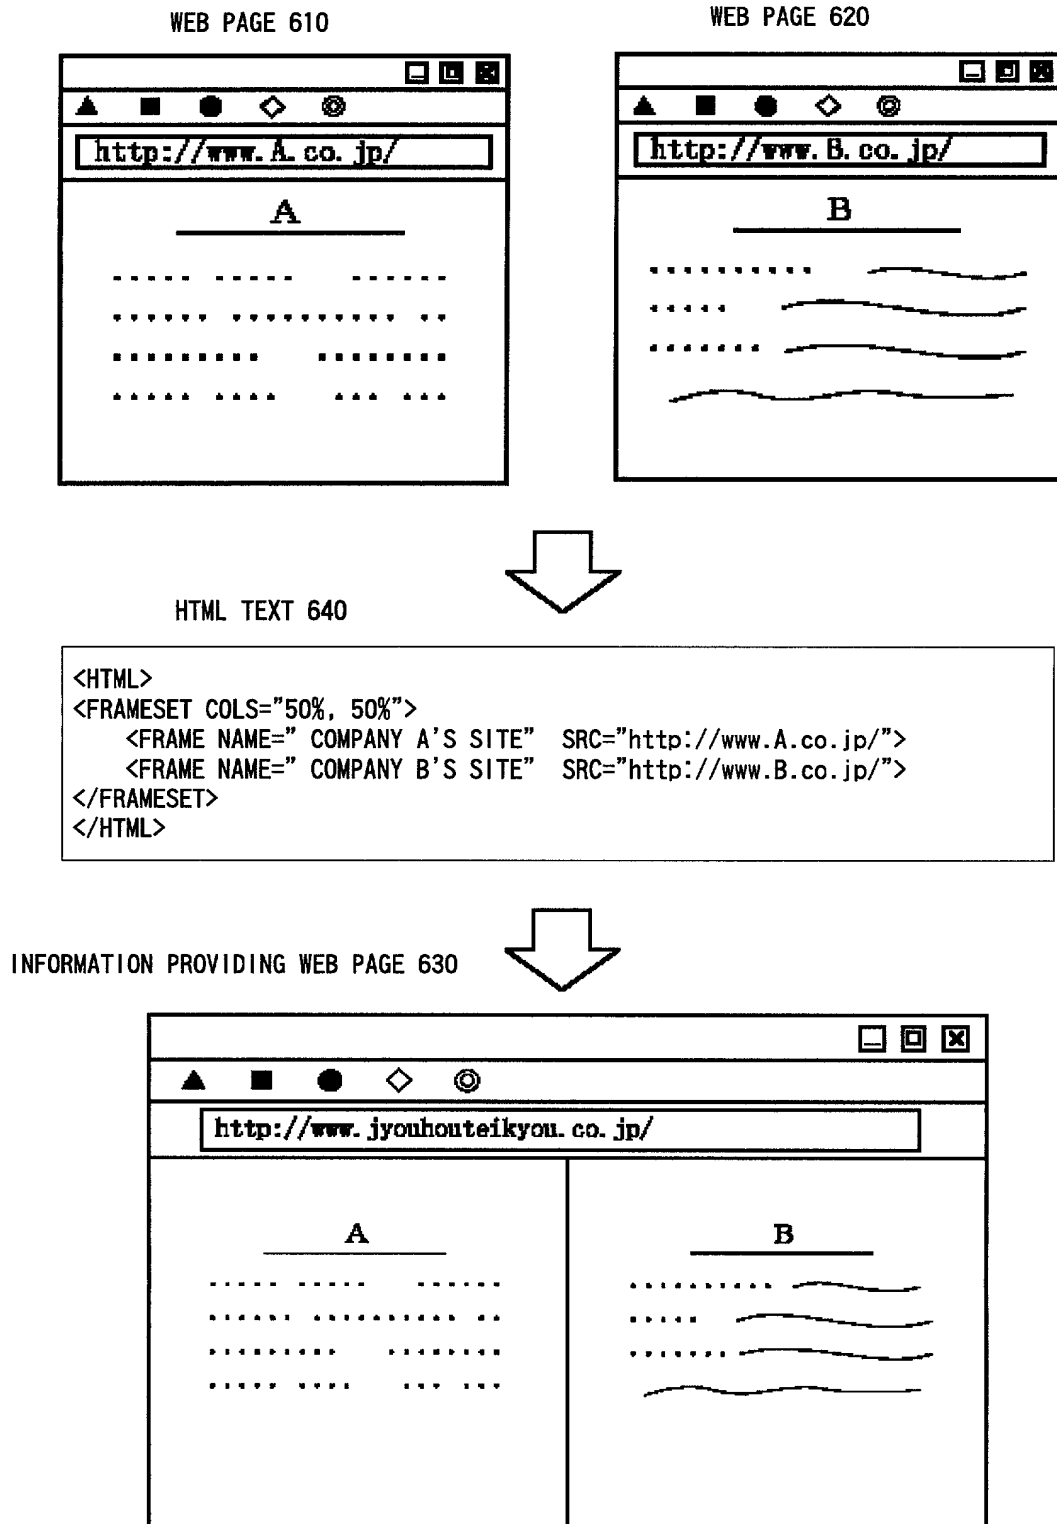 WEB PAGE 610
WEB PAGE 620
http://www.A.co.jp/
http://www.B.co.jp/
A
B
HTML TEXT 640
<HTML>
<FRAMESET COLS="50%, 50%">
<FRAME NAME=" COMPANY A'S SITE" SRC="http://www.A.co.jp/">
<FRAME NAME=" COMPANY B'S SITE" SRC="http://www.B.co.jp/">
</FRAMESET>
</HTML>
INFORMATION PROVIDING WEB PAGE 630
http://www.jyouhouteikyou.co.jp/
A
B